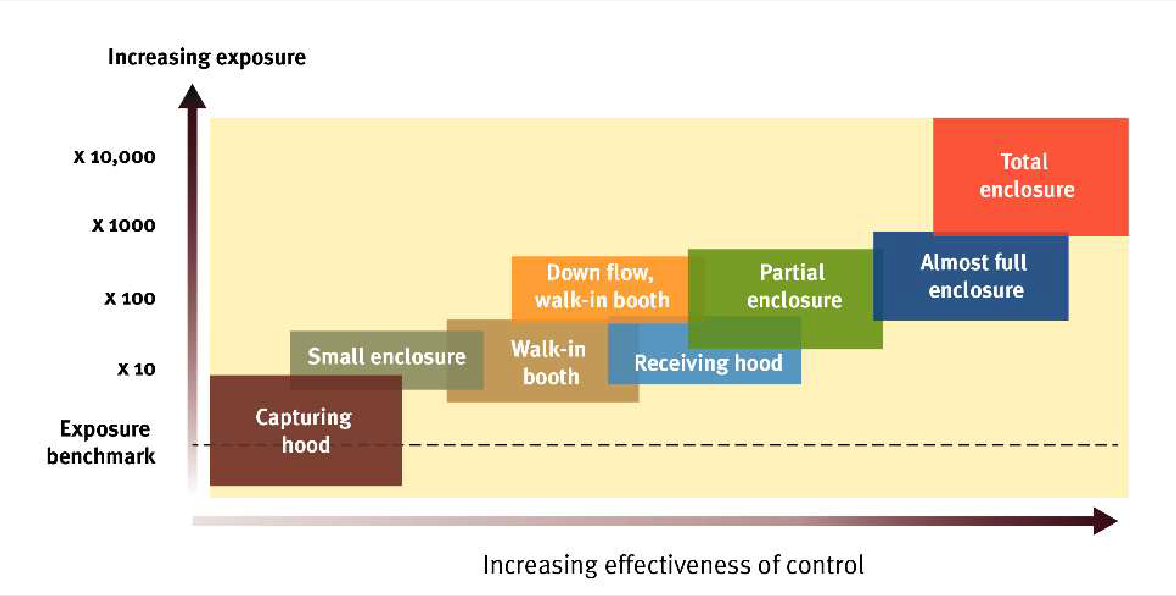 Increasing exposure
X 10,000
X 1000
X 100
X 10
Exposure
benchmark
Total
enclosure
Almost full
enclosure
Down flow,
walk-in booth
Partial
enclosure
Small enclosure
Walk-in
booth
Receiving hood
Capturing
hood
Increasing effectiveness of control